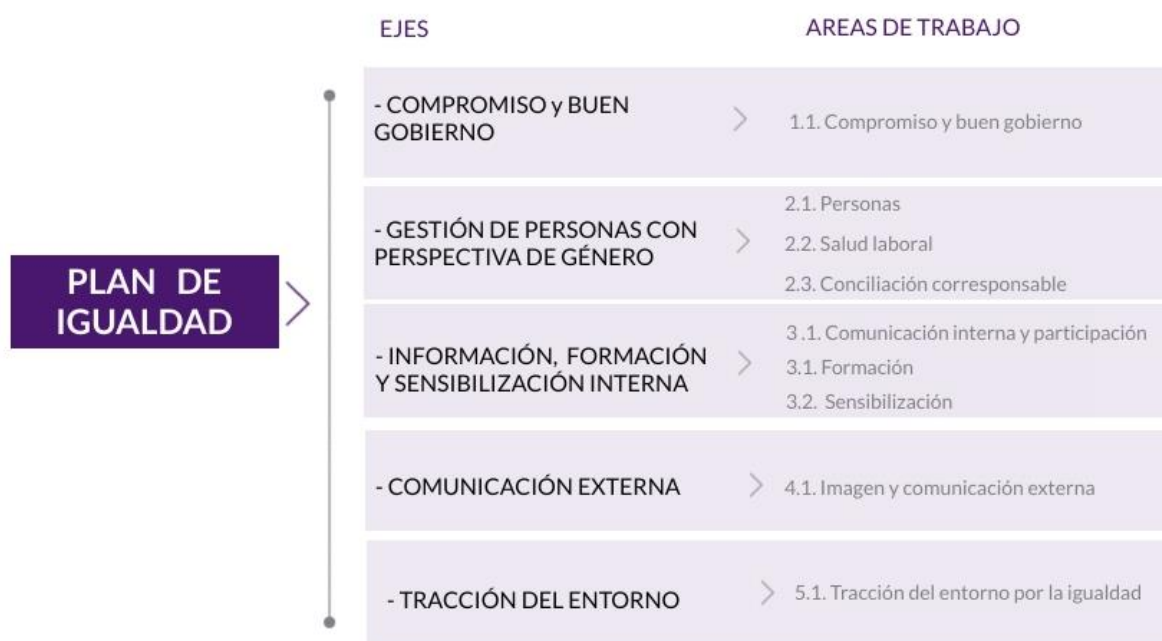 EJES
AREAS DE TRABAJO
PLAN DE
IGUALDAD
- COMPROMISO y BUEN
GOBIERNO
1.1. Compromiso y buen gobierno
- GESTIÓN DE PERSONAS CON
PERSPECTIVA DE GÉNERO
2.1. Personas
2.2. Salud laboral
2.3. Conciliación corresponsable
- INFORMACIÓN, FORMACIÓN
Y SENSIBILIZACIÓN INTERNA
3 .1. Comunicación interna y participación
3.1. Formación
3.2. Sensibilización
- COMUNICACIÓN EXTERNA
4.1. Imagen y comunicación externa
- TRACCIÓN DEL ENTORNO
5.1. Tracción del entorno por la igualdad